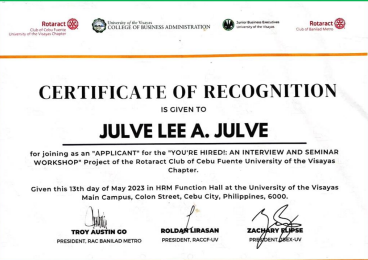 Rotaract
Club of Cebu Fuente
University of the Visayas Chapter
University of the Visayas
COLLEGE OF BUSINESS ADMINISTRATION
Junior Business Executives
University of the Visayas
Rotaract
Club of Banilad Metro
CERTIFICATE OF RECOGNITION
IS GIVEN TO
JULVE LEE A. JULVE
for joining as an "APPLICANT" for the "YOU'RE HIRED!: AN INTERVIEW AND SEMINAR
WORKSHOP" Project of the Rotaract Club of Cebu Fuente University of the Visayas
Chapter.
Given this 13th day of May 2023 in HRM Function Hall at the University of the Visayas
Main Campus, Colon Street, Cebu City, Philippines, 6000.
TROY AUSTIN GO
PRESIDENT, RAC BANILAD METRO
ROLDAN LIRASAN
PRESIDENT, RACCF-UV
ZACHARY
PRESIDENT, JBEX-UV